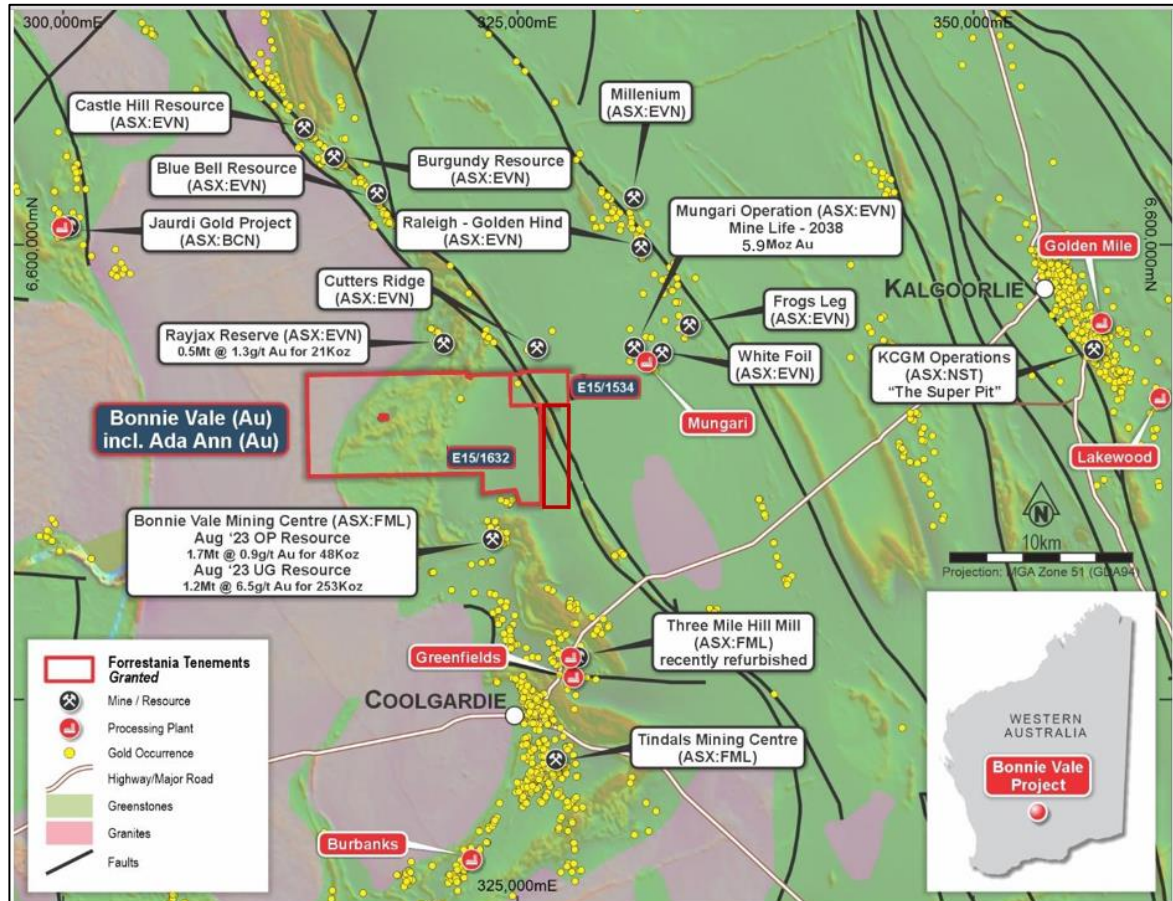 300,000mE
325,000mE
350,000mE
Castle Hill Resource
(ASX:EVN)
Millenium
(ASX:EVN)
Blue Bell Resource
(ASX:EVN)
Burgundy Resource
(ASX:EVN)
Jaurdi Gold Project
(ASX:BCN)
Raleigh - Golden Hind
(ASX:EVN)
Mungari Operation (ASX:EVN)
Mine Life - 2038
5.9Moz Au
6,600,000mN
6,600,000mN
Golden Mile
KALGOORLIE
Cutters Ridge
(ASX:EVN)
Frogs Leg
(ASX:EVN)
Rayjax Reserve (ASX:EVN)
0.5Mt @ 1.3g/t Au for 21Koz
White Foil
(ASX:EVN)
KCGM Operations
(ASX:NST)
“The Super Pit”
E15/1534
Bonnie Vale (Au)
incl. Ada Ann (Au)
Mungari
E15/1632
Lakewood
Bonnie Vale Mining Centre (ASX:FML)
Aug ‘23 OP Resource
1.7Mt @ 0.9g/t Au for 48Koz
Aug ‘23 UG Resource
1.2Mt @ 6.5g/t Au for 253Koz
N
10km
Projection: MGA Zone 51 (GDA94)
Three Mile Hill Mill
(ASX:FML)
recently refurbished
Greenfields
COOLGARDIE
Tindals Mining Centre
(ASX:FML)
Burbanks
325,000mE
Forrestania Tenements
Granted
Mine / Resource
Processing Plant
Gold Occurrence
Highway/Major Road
Greenstones
Granites
Faults
WESTERN
AUSTRALIA
Bonnie Vale
Project